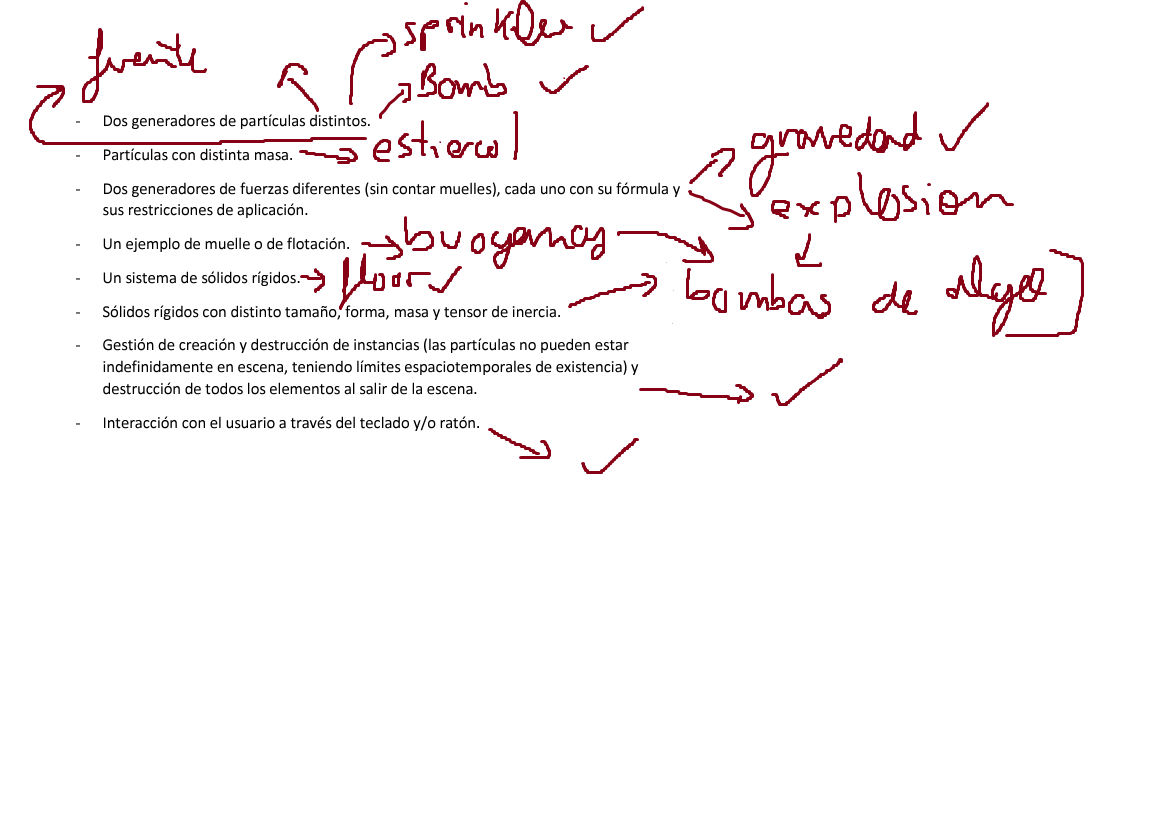 sprinkler
fuente
Bomb
- Dos generadores de partículas distintos.
gravedad
- Partículas con distinta masa.
estiercol
- Dos generadores de fuerzas diferentes (sin contar muelles), cada uno con su fórmula y
sus restricciones de aplicación.
explosion
- Un ejemplo de muelle o de flotación.
buoyancy
- Un sistema de sólidos rígidos.
floor
bombas de
- Sólidos rígidos con distinto tamaño, forma, masa y tensor de inercia.
- Gestión de creación y destrucción de instancias (las partículas no pueden estar
indefinidamente en escena, teniendo límites espaciotemporales de existencia) y
destrucción de todos los elementos al salir de la escena.
- Interacción con el usuario a través del teclado y/o ratón.